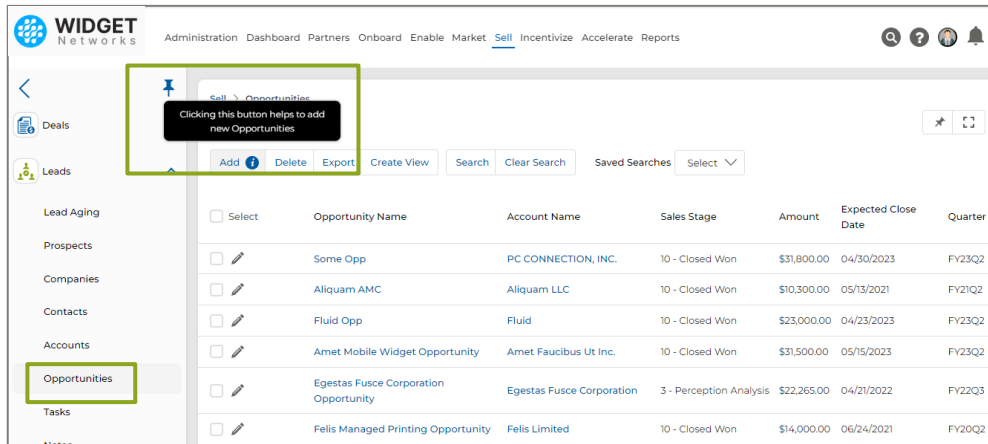 WIDGET
Networks
Administration Dashboard Partners Onboard Enable Market Sell Incentivize Accelerate Reports
Deals
Leads
Lead Aging
Prospects
Companies
Contacts
Accounts
Opportunities
Tasks
Sell > Opportunities
Clicking this button helps to add
new Opportunities
Add Delete Export Create View Search Clear Search Saved Searches Select
Select Opportunity Name Account Name Sales Stage Amount Expected Close Date Quarter
Some Opp PC CONNECTION, INC. 10 - Closed Won $31,800.00 04/30/2023 FY23Q2
Aliquam AMC Aliquam LLC 10 - Closed Won $10,300.00 05/13/2021 FY21Q2
Fluid Opp Fluid 10 - Closed Won $23,000.00 04/23/2023 FY23Q2
Amet Mobile Widget Opportunity Amet Faucibus Ut Inc. 10 - Closed Won $31,500.00 05/15/2023 FY23Q2
Egestas Fusce Corporation
Opportunity Egestas Fusce Corporation 3 - Perception Analysis $22,265.00 04/21/2022 FY22Q3
Felis Managed Printing Opportunity Felis Limited 10 - Closed Won $14,000.00 06/24/2021 FY20Q2